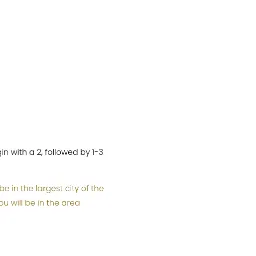 in with a 2, followed by 1-3
be in the largest city of the
ou will be in the area